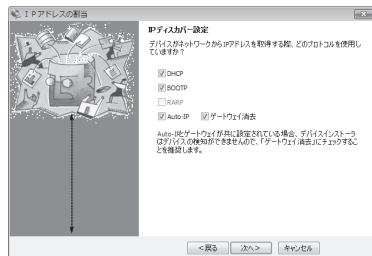 ＩＰアドレスの割当
IPディスカバー設定
デバイスがネットワークからIPアドレスを取得する際、どのプロトコルを使用し
ていますか？
DHCP
BOOTP
RARP
Auto-IP ゲートウェイ消去
Auto-IPとゲートウェイが共に設定されている場合、デバイスインストーラ
はデバイスの検知ができませんので、「ゲートウェイ消去」にチェックするこ
とを推奨します。
<戻る 次へ> キャンセル